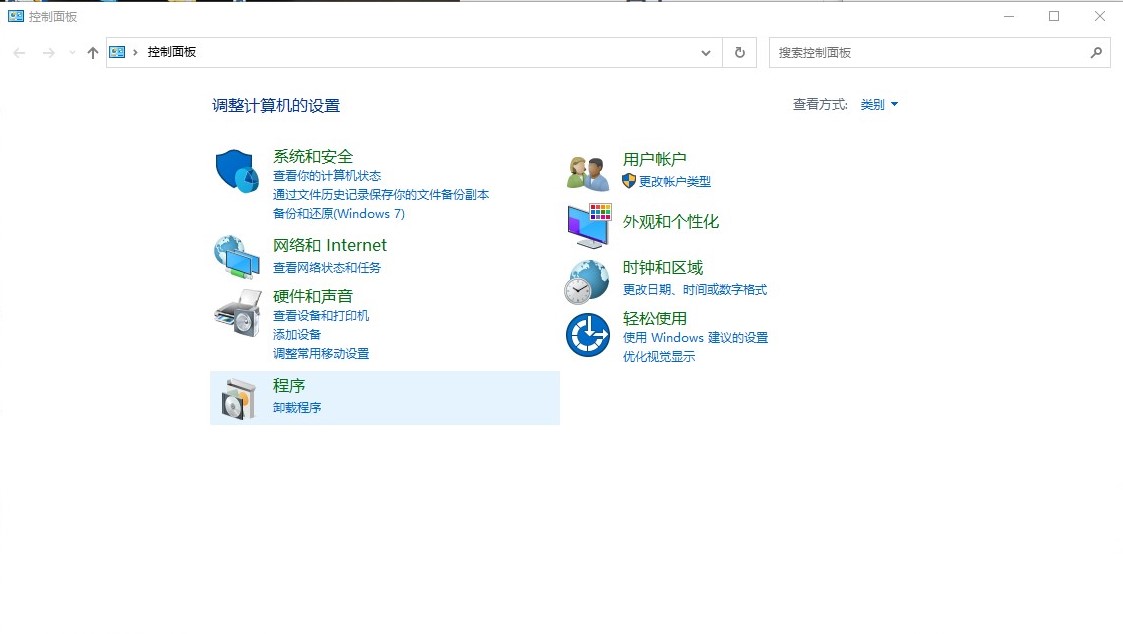 控制面板
控制面板
搜索控制面板
调整计算机的设置
查看方式: 类别
系统和安全
查看你的计算机状态
通过文件历史记录保存你的文件备份副本
备份和还原(Windows 7)
网络和 Internet
查看网络状态和任务
硬件和声音
查看设备和打印机
添加设备
调整常用移动设置
程序
卸载程序
用户帐户
更改帐户类型
外观和个性化
时钟和区域
更改日期、时间或数字格式
轻松使用
使用 Windows 建议的设置
优化视觉显示